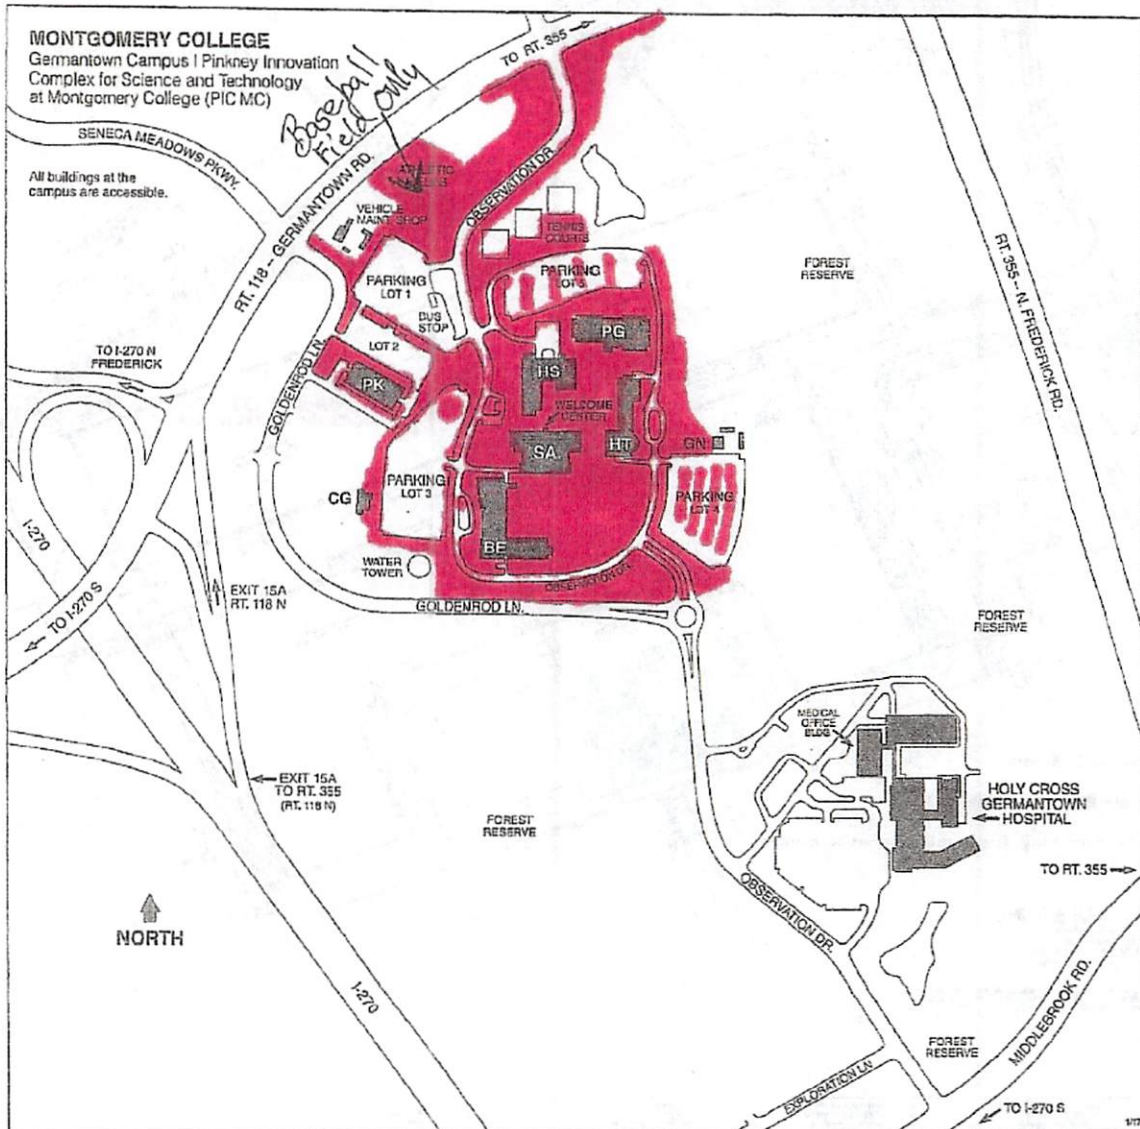 MONTGOMERY COLLEGE
Germantown Campus | Pinkney Innovation
Complex for Science and Technology
at Montgomery College (PIC MC)
TO RT. 355
Baseball
Field only
SENECA MEADOWS PKWY.
All buildings at the
campus are accessible.
RT. 118 – GERMANTOWN RD.
ATHLETIC
VEHICLE
MAINT. SHOP
OBSERVATION DR.
TENNIS
COURTS
PARKING
LOT 1
BUS
STOP
PARKING
LOT 5
FOREST
RESERVE
RT. 355 – N. FREDERICK RD.
TO I-270 N
FREDERICK
GOLDENROD LN.
LOT 2
PK
PG
HS
WELCOME
CENTER
SA
HT
GN
PARKING
LOT 3
CG
PARKING
LOT 4
BE
WATER
TOWER
OBSERVATION DR.
GOLDENROD LN.
I-270
TO I-270 S
EXIT 15A
RT. 118 N
FOREST
RESERVE
MEDICAL
OFFICE
BLDG
EXIT 15A
TO RT. 355
(RT. 118 N)
FOREST
RESERVE
HOLY CROSS
GERMANTOWN
HOSPITAL
TO RT. 355
OBSERVATION DR.
NORTH
I-270
MIDDLEBROOK RD.
FOREST
RESERVE
EXPLORATION LN
TO I-270 S